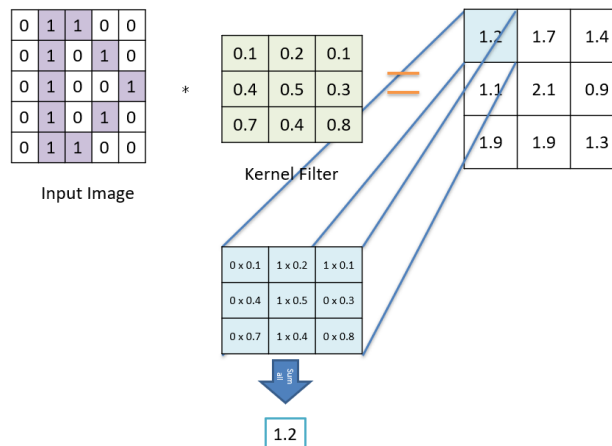 0 1 1 0 0
0 1 0 1 0
0 1 0 0 1
0 1 0 1 0
0 1 1 0 0
Input Image
*
0.1 0.2 0.1
0.4 0.5 0.3
0.7 0.4 0.8
Kernel Filter
=
1.2 1.7 1.4
1.1 2.1 0.9
1.9 1.9 1.3
0 x 0.1 1 x 0.2 1 x 0.1
0 x 0.4 1 x 0.5 0 x 0.3
0 x 0.7 1 x 0.4 0 x 0.8
Sum
all
1.2